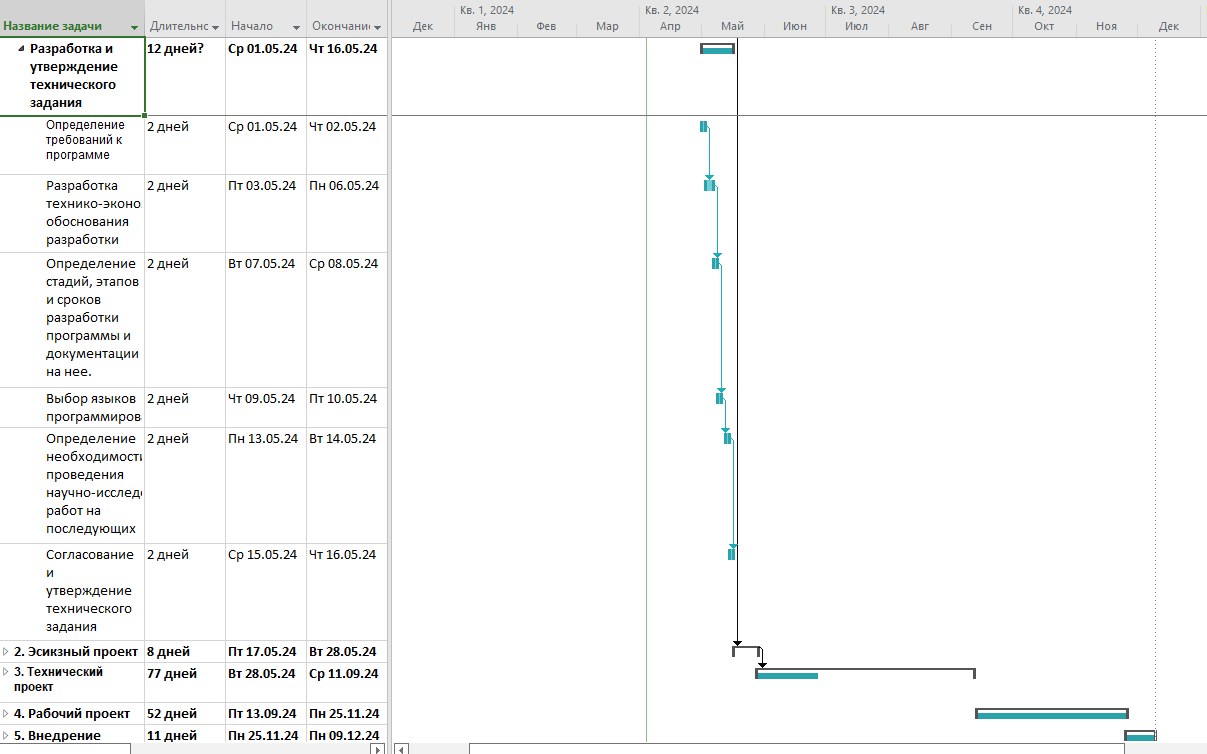 Название задачи Длительнс Начало Окончани
Кв. 1, 2024 Кв. 2, 2024 Кв. 3, 2024 Кв. 4, 2024
Дек Янв Фев Мар Апр Май Июн Июл Авг Сен Окт Ноя Дек
Разработка и 12 дней? Ср 01.05.24 Чт 16.05.24
утверждение
технического
задания
Определение 2 дней Ср 01.05.24 Чт 02.05.24
требований к
программе
Разработка 2 дней Пт 03.05.24 Пн 06.05.24
технико-эконо
обоснования
разработки
Определение 2 дней Вт 07.05.24 Ср 08.05.24
стадий, этапов
и сроков
разработки
программы и
документации
на нее.
Выбор языков 2 дней Чт 09.05.24 Пт 10.05.24
программиров
Определение 2 дней Пн 13.05.24 Вт 14.05.24
необходимости
проведения
научно-исслед
работ на
последующих
Согласование 2 дней Ср 15.05.24 Чт 16.05.24
и
утверждение
технического
задания
2. Эсикзный проект 8 дней Пт 17.05.24 Вт 28.05.24
3. Технический 77 дней Вт 28.05.24 Ср 11.09.24
проект
4. Рабочий проект 52 дней Пт 13.09.24 Пн 25.11.24
5. Внедрение 11 дней Пн 25.11.24 Пн 09.12.24